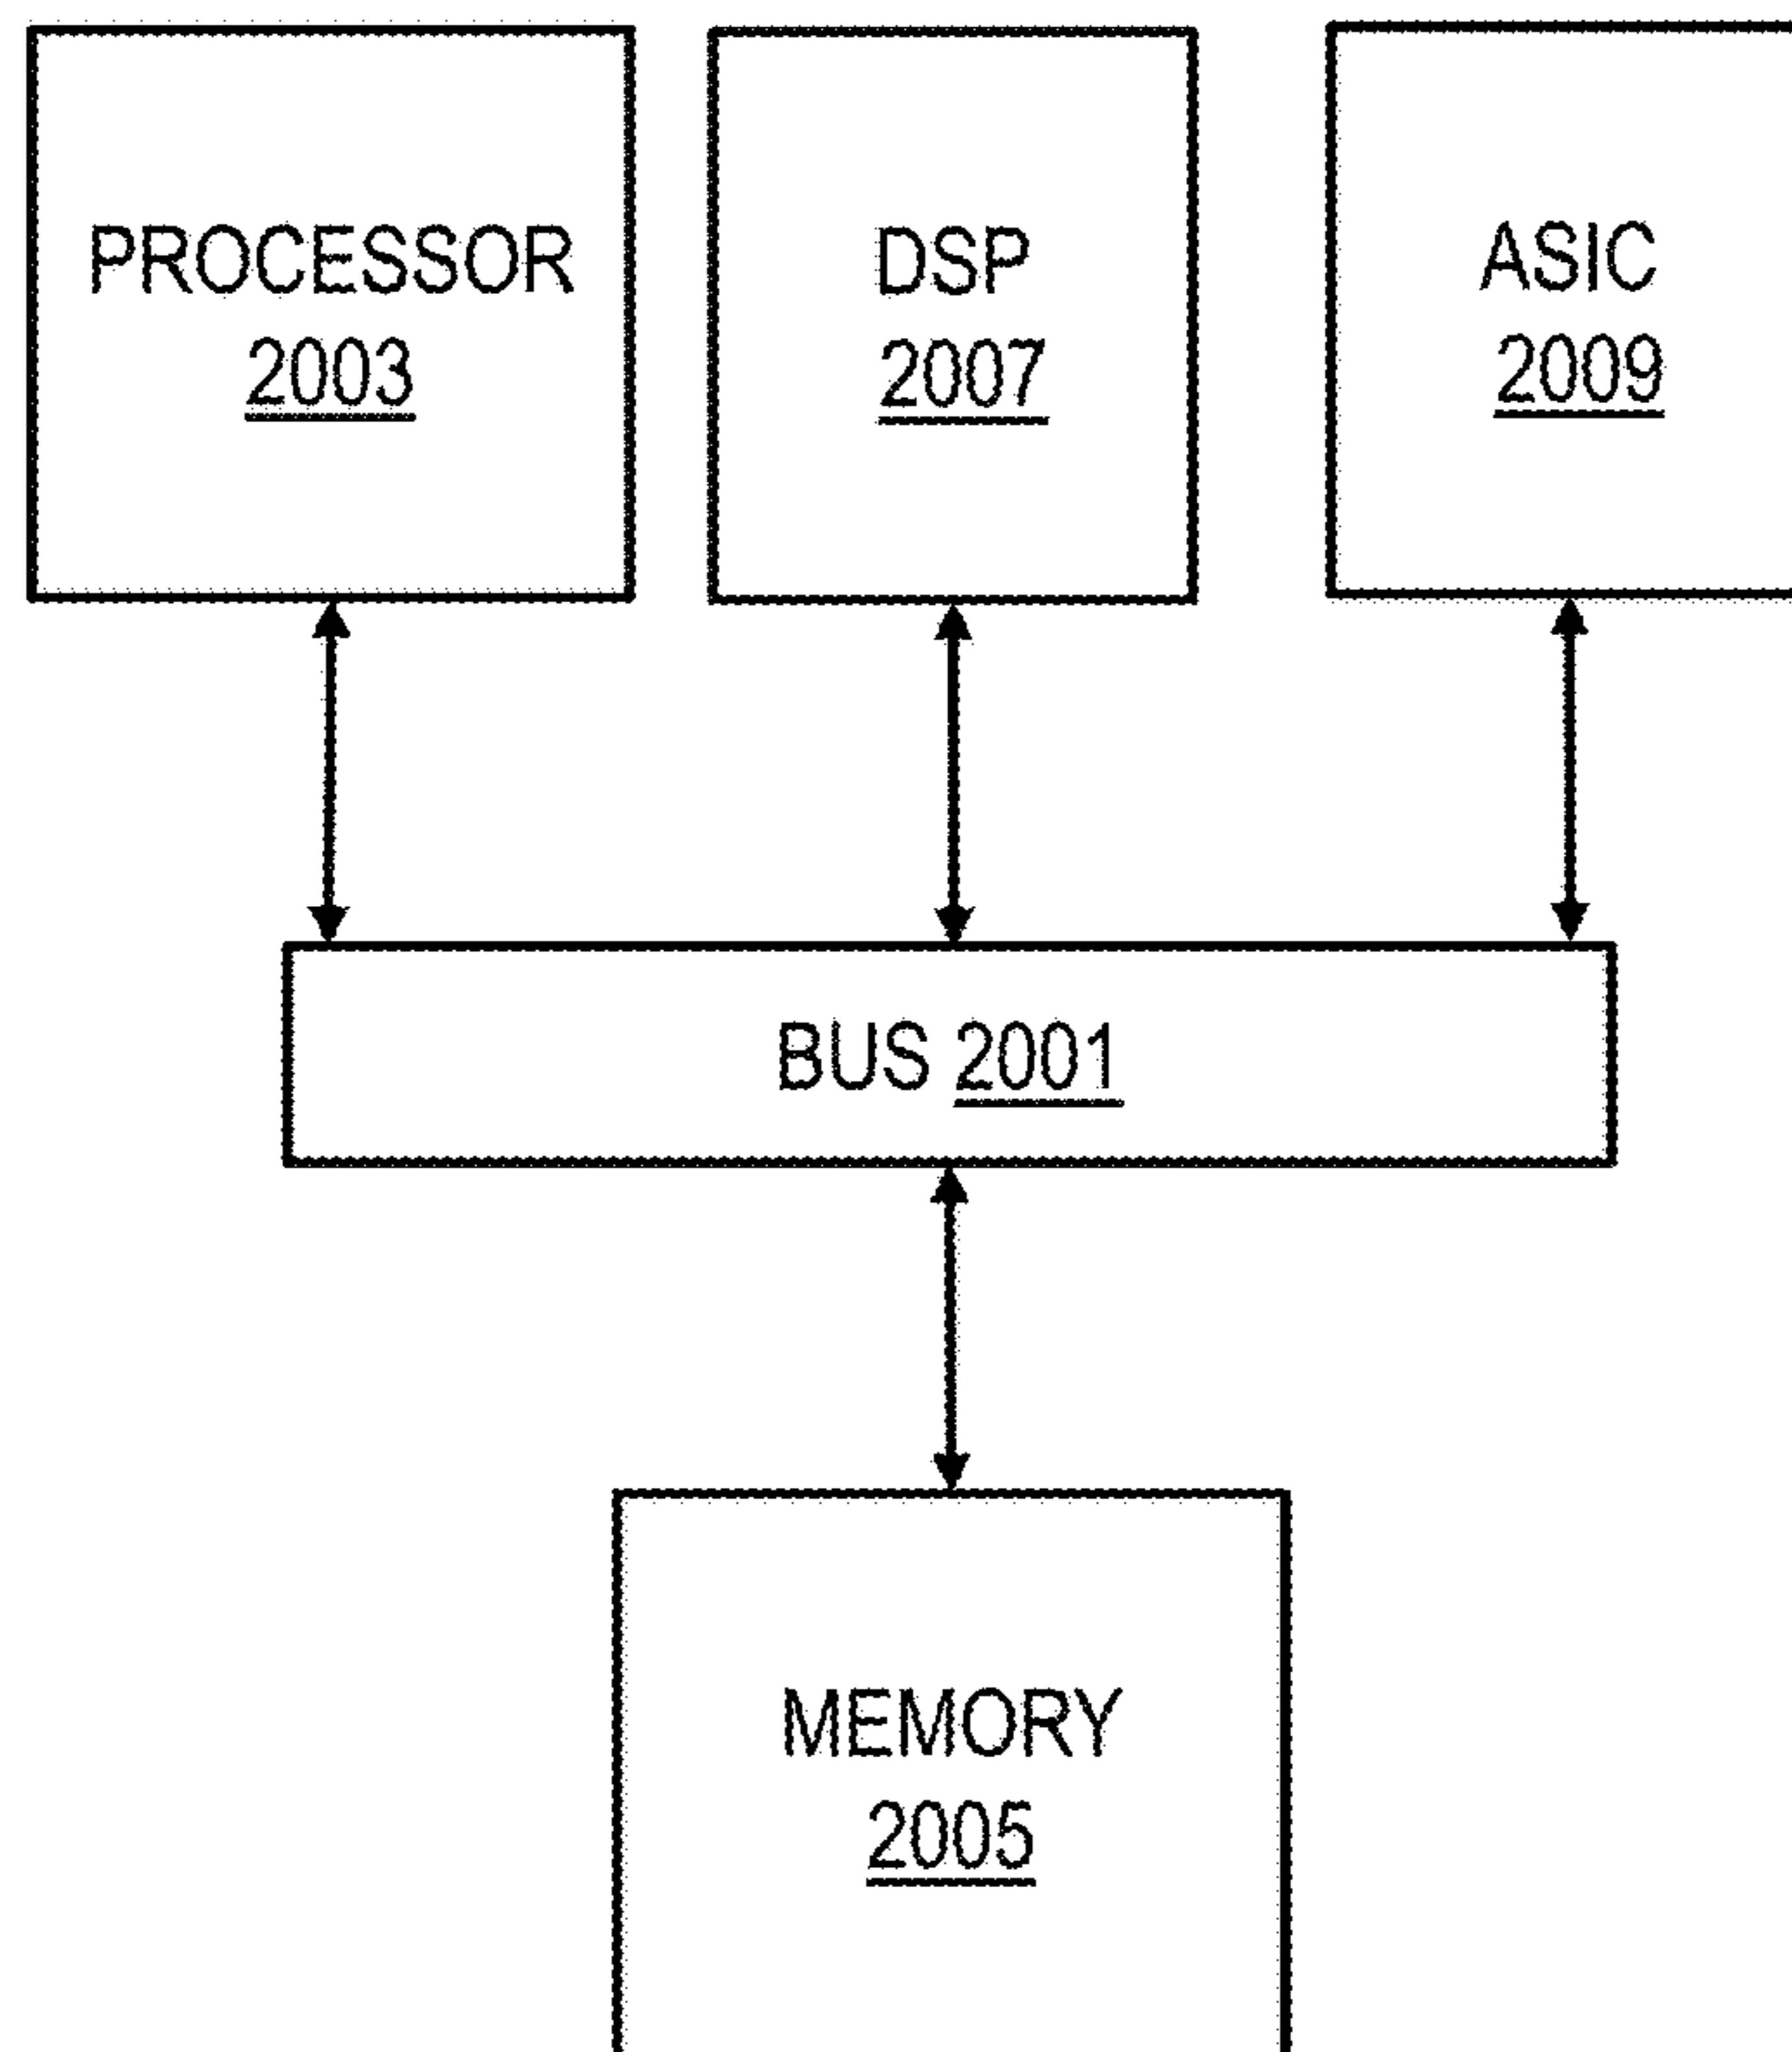 PROCESSOR
2003
DSP
2007
ASIC
2009
BUS 2001
MEMORY
2005